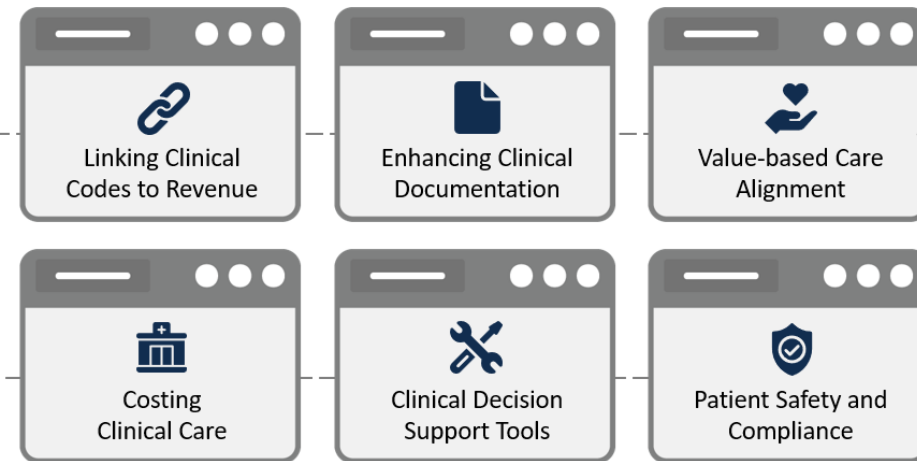 Linking Clinical
Codes to Revenue
Enhancing Clinical
Documentation
Value-based Care
Alignment
Costing
Clinical Care
Clinical Decision
Support Tools
Patient Safety and
Compliance